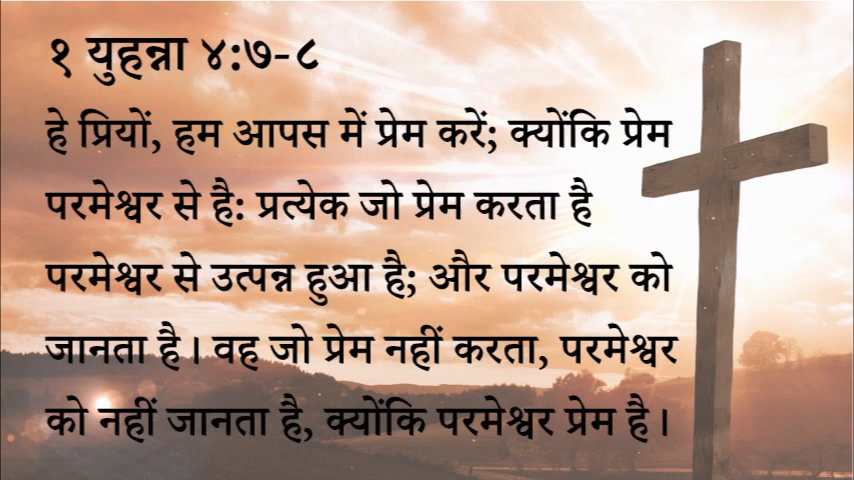 १ युहन्ना ४:७-८
हे प्रियों, हम आपस में प्रेम करें; क्योंकि प्रेम
परमेश्वर से है: प्रत्येक जो प्रेम करता है
परमेश्वर से उत्पन्न हुआ है; और परमेश्वर को
जानता है। वह जो प्रेम नहीं करता, परमेश्वर
को नहीं जानता है, क्योंकि परमेश्वर प्रेम है।